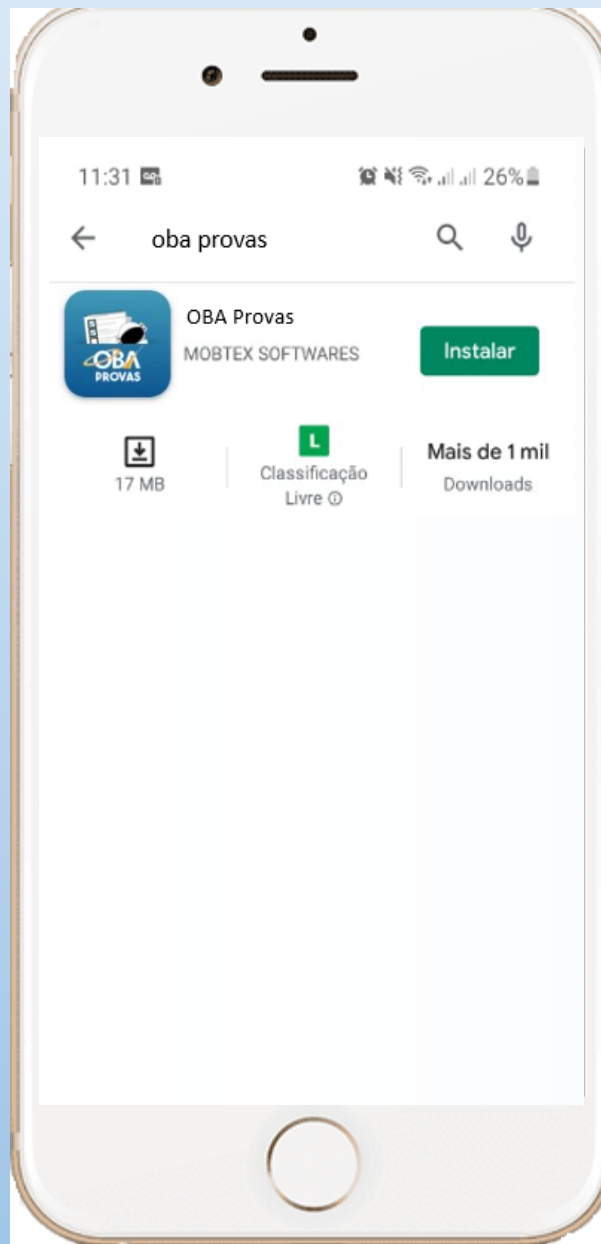 11:31 26%
oba provas
OBA Provas
MOBTEX SOFTWARES
Instalar
OBA
PROVAS
17 MB
L
Classificação
Livre
Mais de 1 mil
Downloads